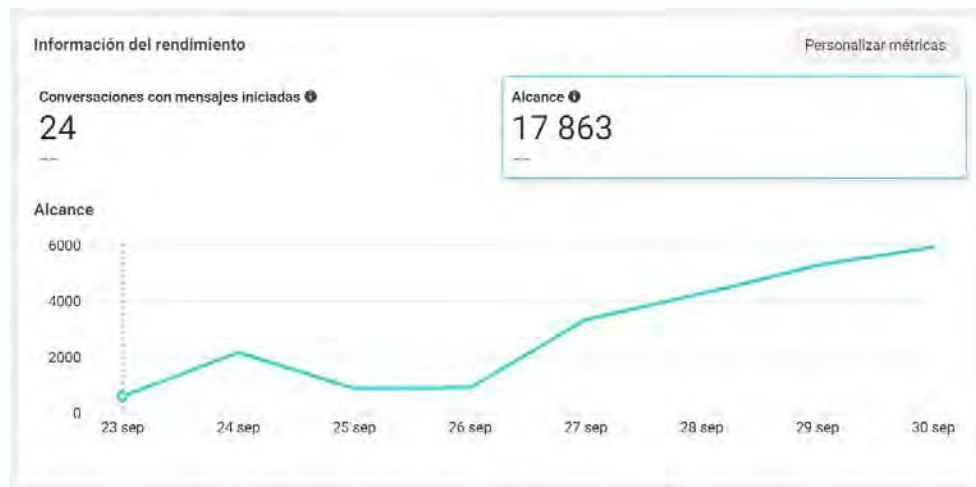 Información del rendimiento
Personalizar métricas
Conversaciones con mensajes iniciadas
24
--
Alcance
17 863
--
Alcance
6000
4000
2000
0
23 sep
24 sep
25 sep
26 sep
27 sep
28 sep
29 sep
30 sep